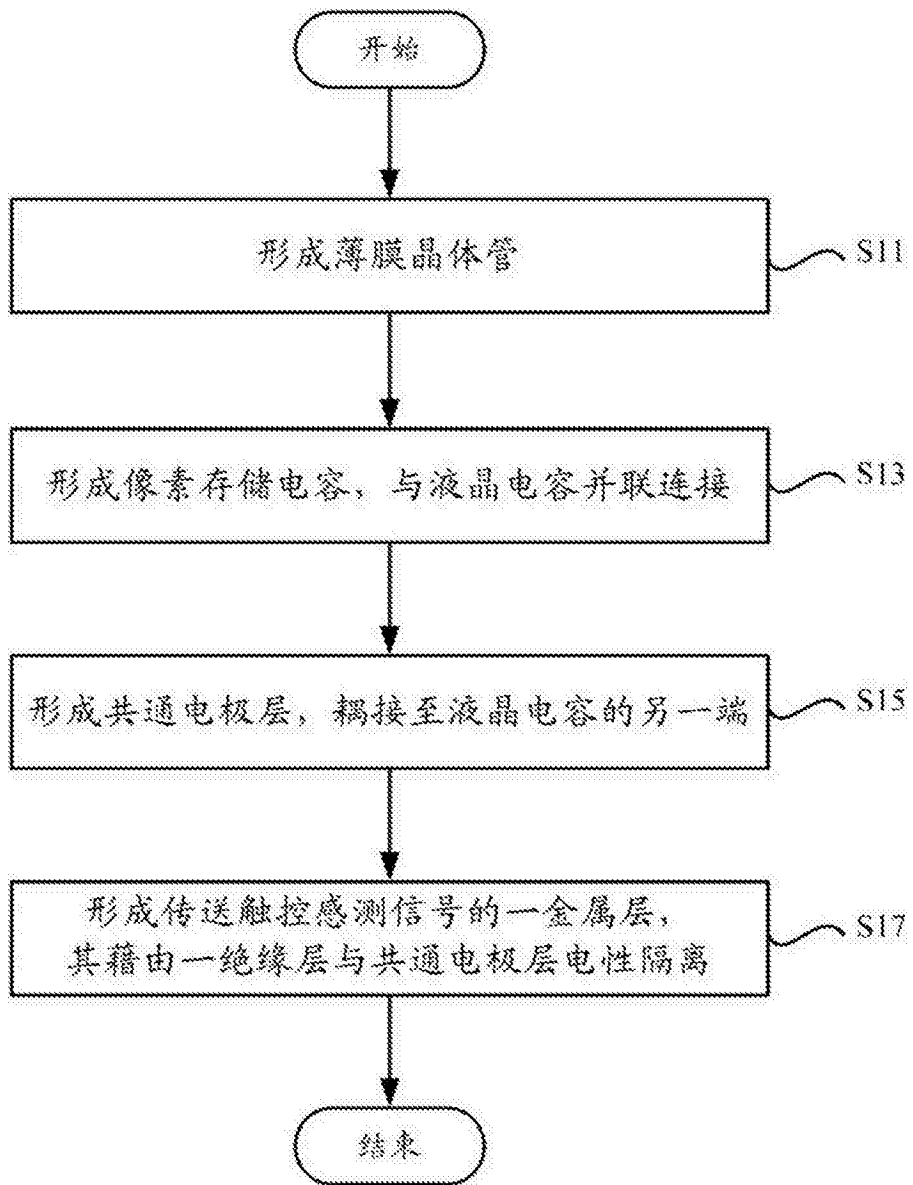 开始
形成薄膜晶体管
S11
形成像素存储电容，与液晶电容并联连接
S13
形成共通电极层，耦接至液晶电容的另一端
S15
形成传送触控感测信号的一金属层，
其藉由一绝缘层与共通电极层电性隔离
S17
结束